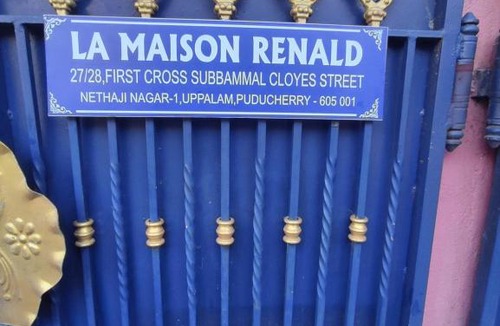 LA MAISON RENALD
27/28,FIRST CROSS SUBBAMMAL CLOYES STREET
NETHAJI NAGAR-1,UPPALAM,PUDUCHERRY - 605 001